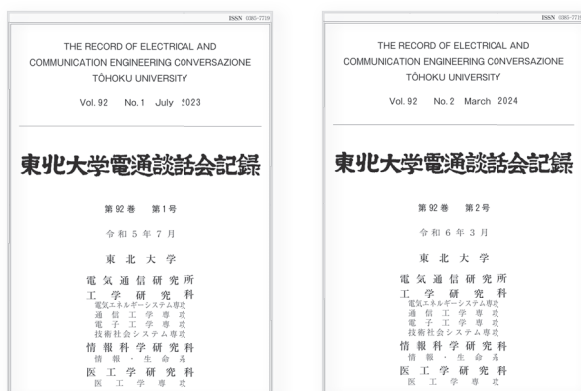 ISSN 0385-7719
THE RECORD OF ELECTRICAL AND
COMMUNICATION ENGINEERING CONVERSAZIONE
TÔHOKU UNIVERSITY
Vol. 92 No. 1 July 2023
東北大学電通談話会記録
第 92 巻 第 1 号
令 和 5 年 7 月
東 北 大 学
電 気 通 信 研 究 所
工 学 研 究 科
電気エネルギーシステム専攻
通 信 工 学 専 攻
電 子 工 学 専 攻
技術社会システム専攻
情 報 科 学 研 究 科
情 報 ・ 生 命
医 工 学 研 究 科
医 工 学 専 攻
ISSN 0385-7719
THE RECORD OF ELECTRICAL AND
COMMUNICATION ENGINEERING CONVERSAZIONE
TÔHOKU UNIVERSITY
Vol. 92 No. 2 March 2024
東北大学電通談話会記録
第 92 巻 第 2 号
令 和 6 年 3 月
東 北 大 学
電 気 通 信 研 究 所
工 学 研 究 科
電気エネルギーシステム専攻
通 信 工 学 専 攻
電 子 工 学 専 攻
技術社会システム専攻
情 報 科 学 研 究 科
情 報 ・ 生 命
医 工 学 研 究 科
医 工 学 専 攻